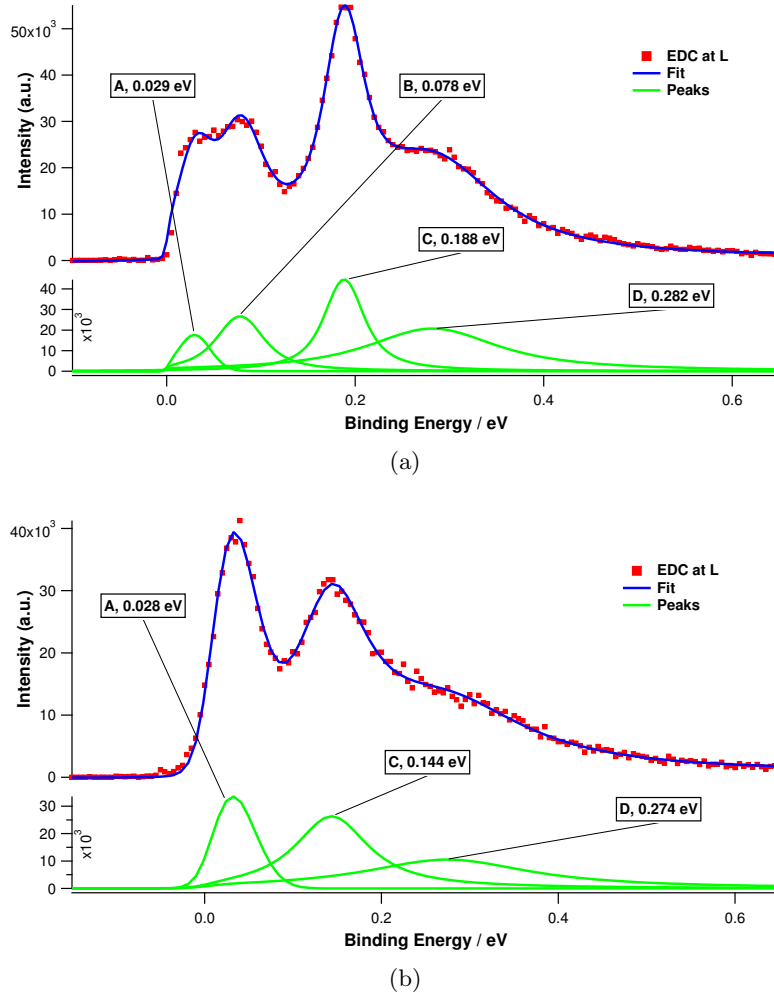 50x10³
40
30
20
10
0
Intensity (a.u.)
A, 0.029 eV
B, 0.078 eV
EDC at L
Fit
Peaks
C, 0.188 eV
D, 0.282 eV
40
30
20
10
0
x10³
0.0 0.2 0.4 0.6
Binding Energy / eV
(a)
40x10³
30
20
10
0
Intensity (a.u.)
A, 0.028 eV
EDC at L
Fit
Peaks
C, 0.144 eV
D, 0.274 eV
30
20
10
0
x10³
0.0 0.2 0.4 0.6
Binding Energy / eV
(b)